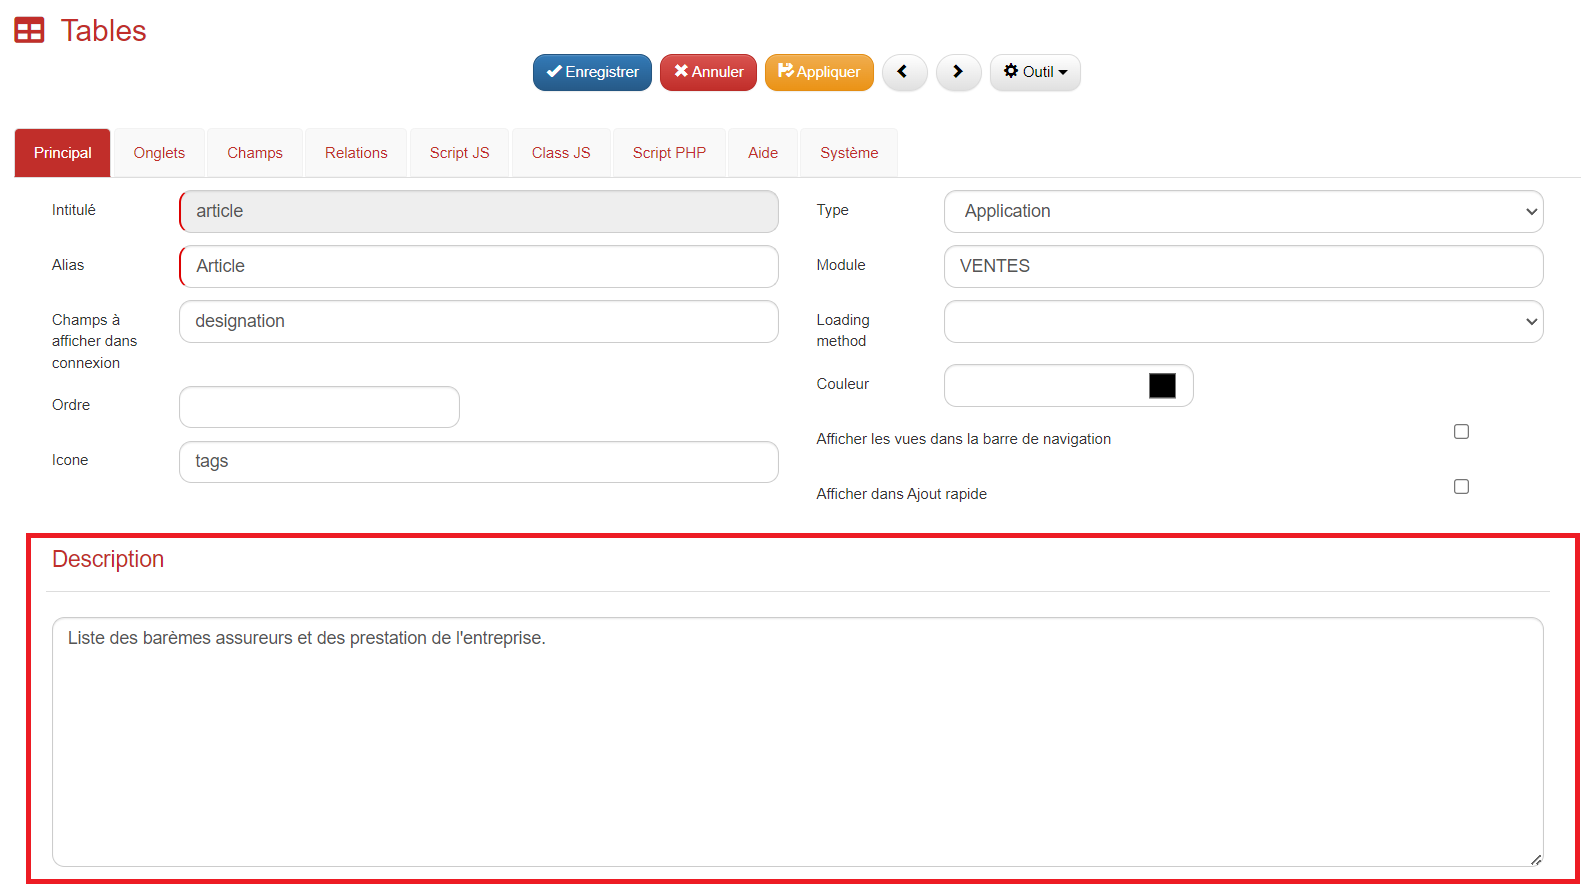 Tables
Enregistrer Annuler Appliquer Outil
Principal Onglets Champs Relations Script JS Class JS Script PHP Aide Système
Intitulé article
Alias Article
Champs à
afficher dans
connexion
designation
Ordre
Icone tags
Type Application
Module VENTES
Loading
method
Couleur
Afficher les vues dans la barre de navigation
Afficher dans Ajout rapide
Description
Liste des barèmes assureurs et des prestation de l'entreprise.